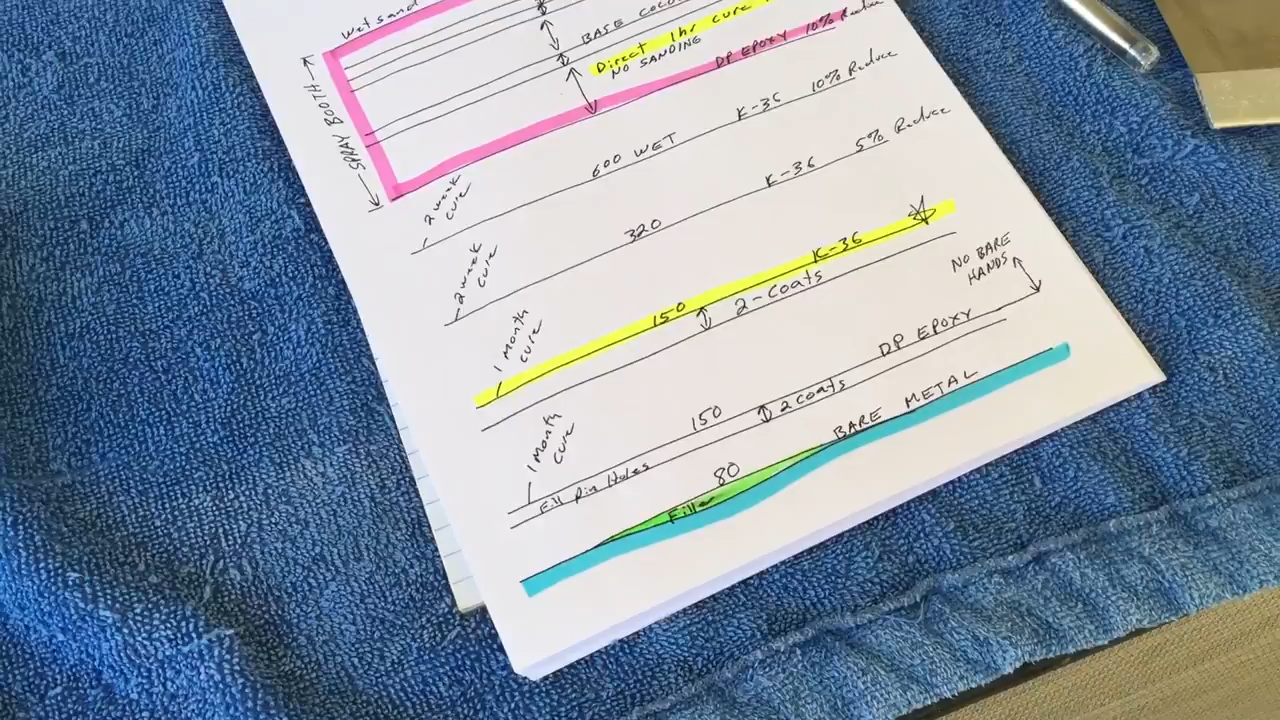 Wetsand
BASE COLOU
SPRAY BOOTH
Direct 1hr cure
NO SANDING
DP EPOXY 10% Reduce
2 week cure
600 WET
K-36 10% Reduce
2 week cure
320
K-36 5% Reduce
1 Month cure
150
K-36
2-coats
NO BARE
HANDS
1 Month cure
150
DP EPOXY
2 coats
Fill Pin Holes
80
Filler
BARE METAL